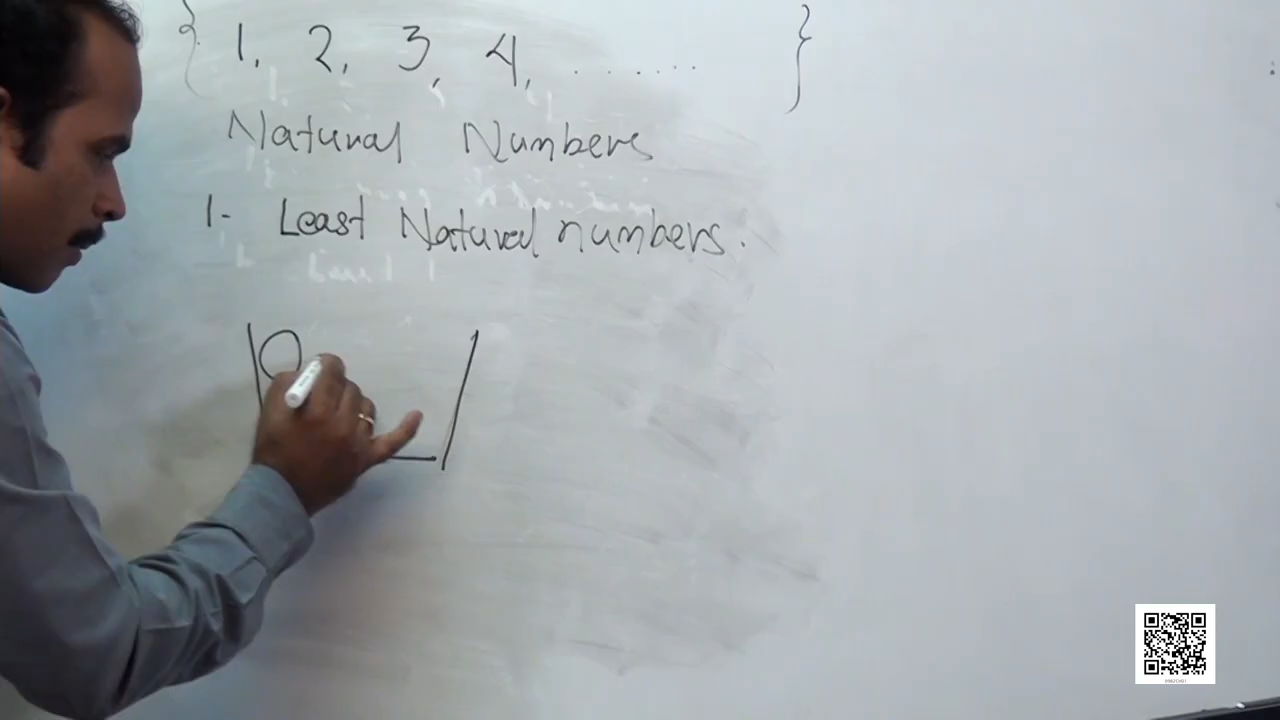 { 1, 2, 3, 4, ....... }
Natural Numbers
1- Least Natural numbers.